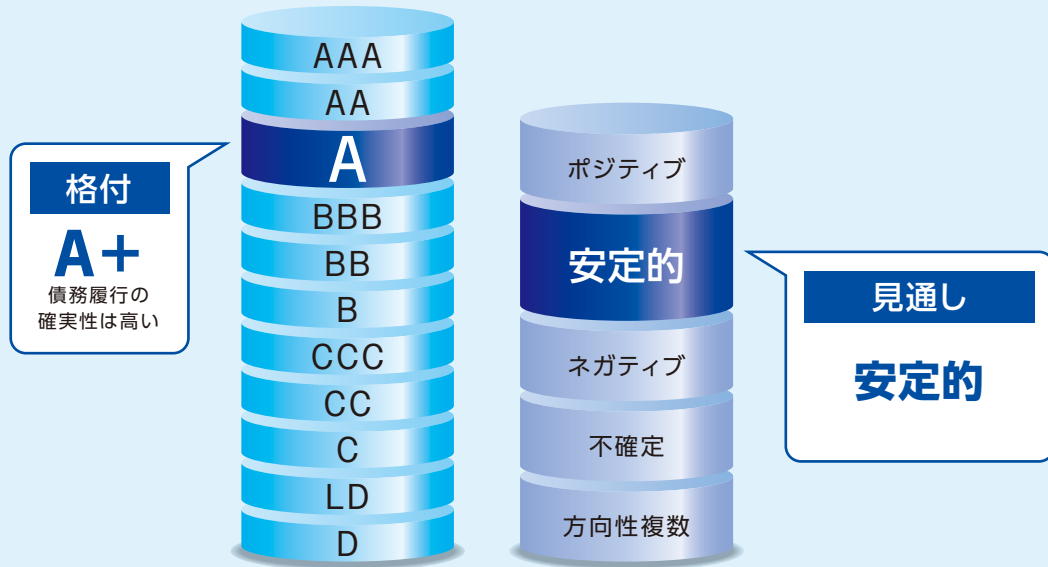 格付
A+
債務履行の
確実性は高い
AAA
AA
A
BBB
BB
B
CCC
CC
C
LD
D
ポジティブ
安定的
ネガティブ
不確定
方向性複数
見通し
安定的